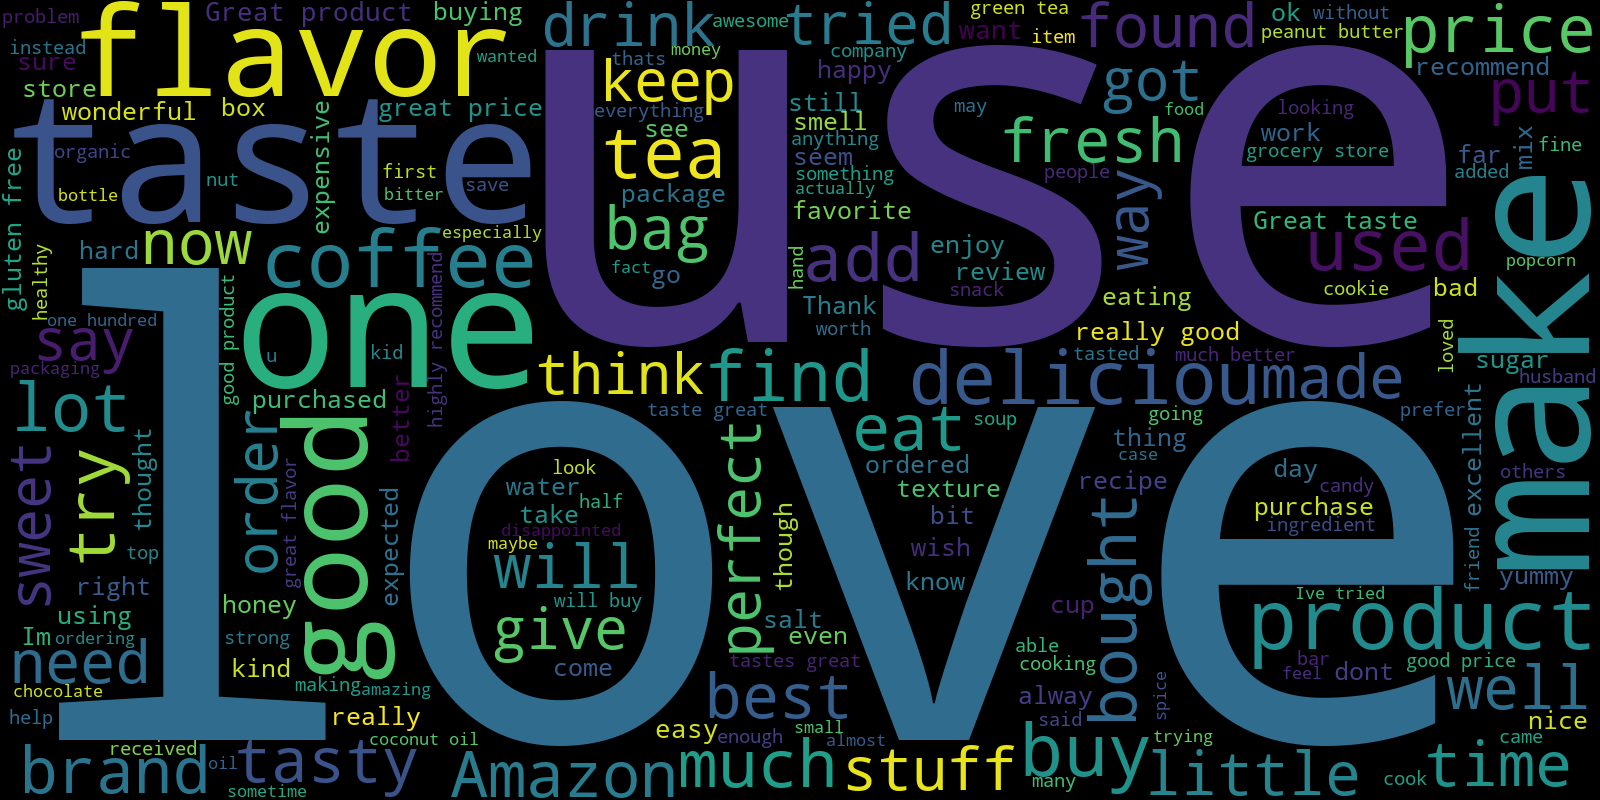 problem
Great product
buying
drink
awesome
tried
green tea
want
item
found
ok
without
peanut butter
price
instead
sure
flavor
wanted
thats
money
company
happy
recommend
store
wonderful
box
great price
keep
everything
still
smell
got
put
taste
use
see
tea
anything
seem
something
actually
favorite
may
fresh
food
looking
work
grocery store
far
mix
fine
added
organic
bottle
nut
expensive
first
bitter
save
package
bag
people
way
Great taste
used
make
gluten free
healthy
hard
now
coffee
especially
fact
go
hand
add
enjoy
review
snack
Thank
worth
eating
really good
cookie
bad
popcorn
loved
one hundred
say
packaging
good product
u
one
kid
highly recommend
think
find
deliciou
made
tasted
much better
sugar
husband
lot
purchased
better
taste great
eat
soup
going
prefer
excellent
love
sweet
try
thought
top
order
great flavor
good
expected
look
water
half
take
disappointed
maybe
will
will buy
give
come
perfect
though
ordered
texture
bit
wish
know
thing
case
recipe
bought
day
candy
purchase
ingredient
others
friend
yummy
right
using
Im
ordering
honey
strong
kind
need
chocolate
help
making
amazing
really
salt
even
tastes great
cup
able
cooking
Ive tried
product
bar
feel
dont
good price
well
nice
best
easy
enough
small
almost
alway
said
spice
trying
came
received
brand
oil
sometime
tasty
coconut oil
Amazon
much
stuff
many
buy
little
cook
time